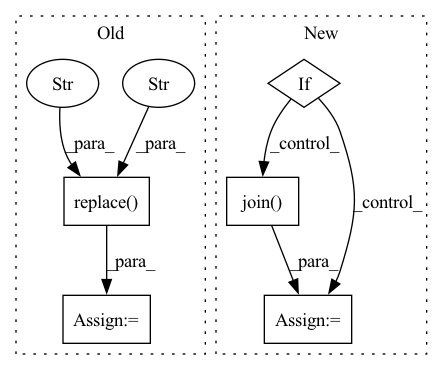 Old
New
Str
Str
If
_para_
_para_
_control_
replace()
join()
_control_
_para_
_para_
Assign:=
Assign:=